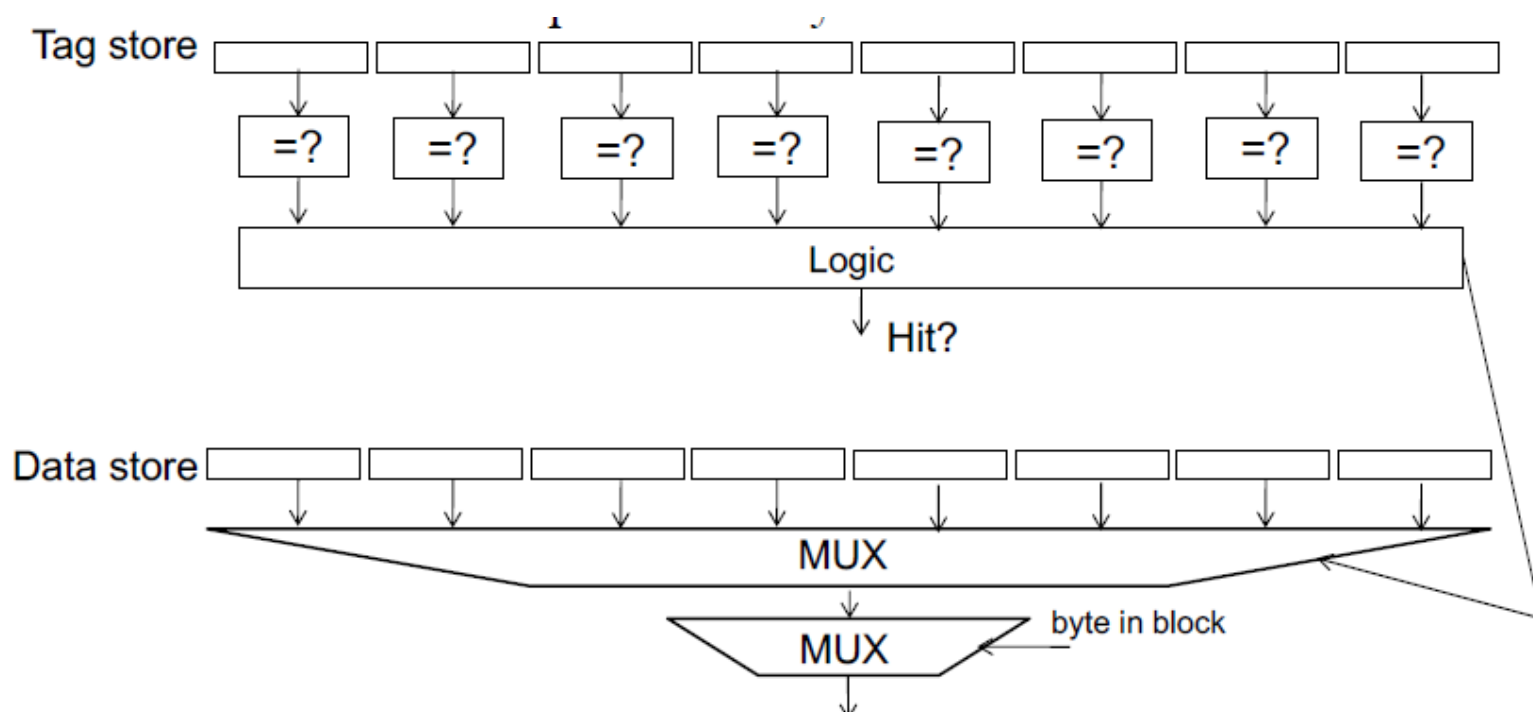 Tag store
=? =? =? =? =? =? =? =?
Logic
Hit?
Data store
MUX
byte in block
MUX